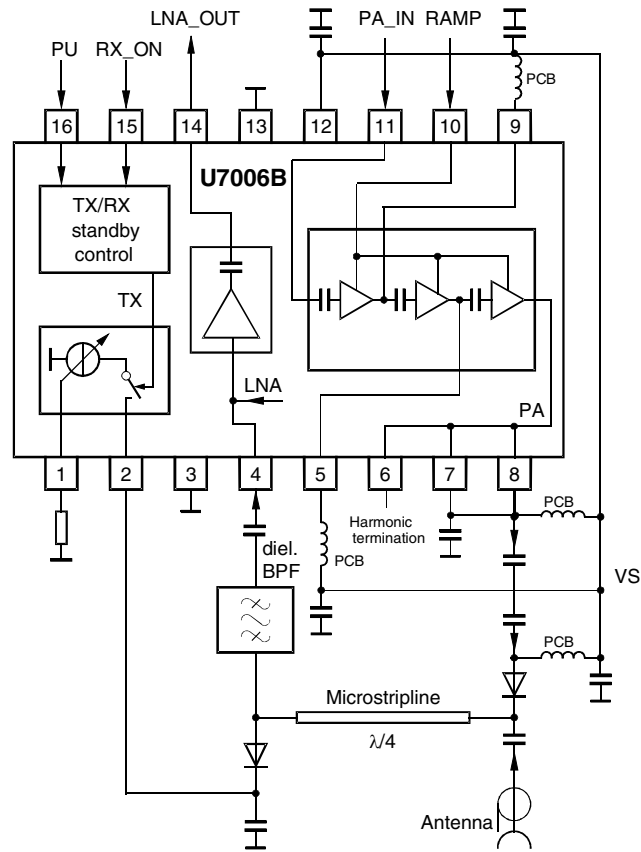 LNA_OUT
PA_IN RAMP
PU
RX_ON
PCB
16
15
14
13
12
11
10
9
U7006B
TX/RX
standby
control
TX
LNA
PA
1
2
3
4
5
6
7
8
Harmonic
termination
PCB
diel.
BPF
PCB
VS
PCB
Microstripline
λ/4
Antenna